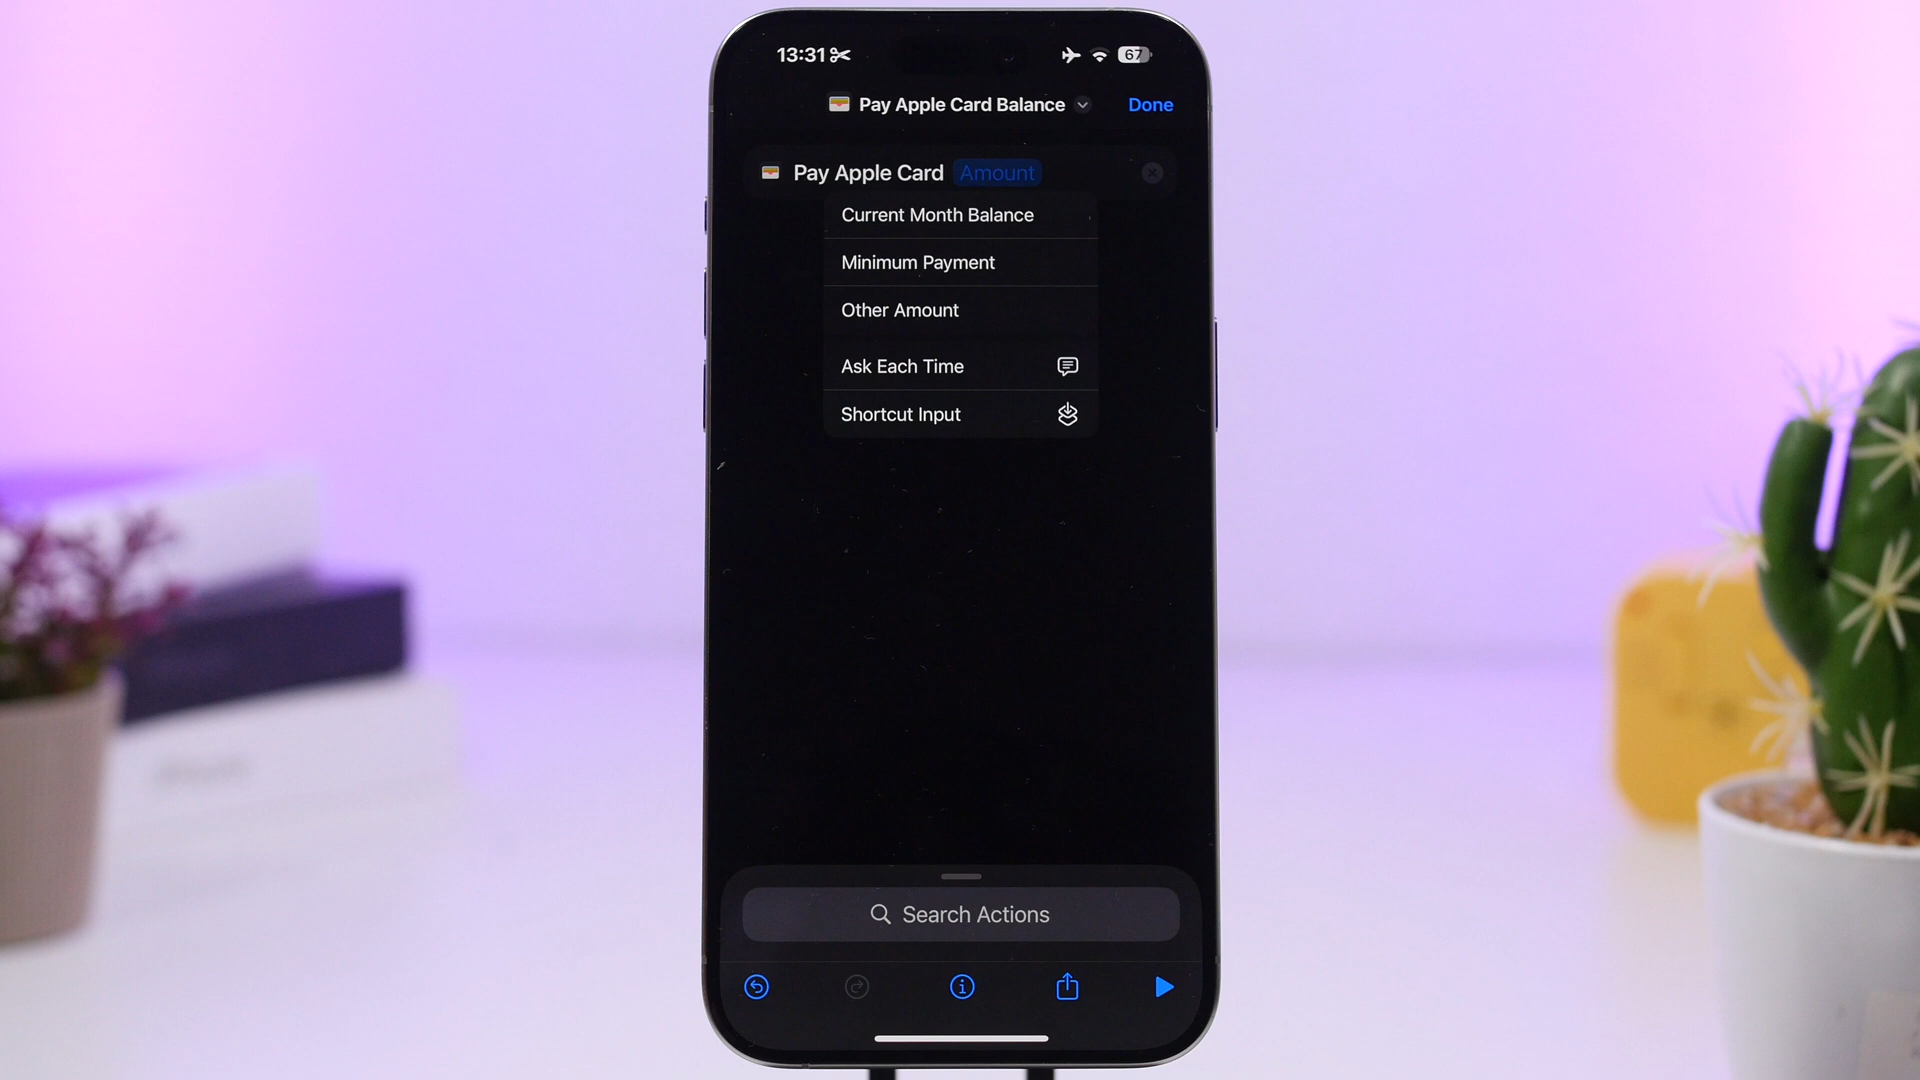 13:31
67
Pay Apple Card Balance
Done
Pay Apple Card Amount
Current Month Balance
Minimum Payment
Other Amount
Ask Each Time
Shortcut Input
Search Actions